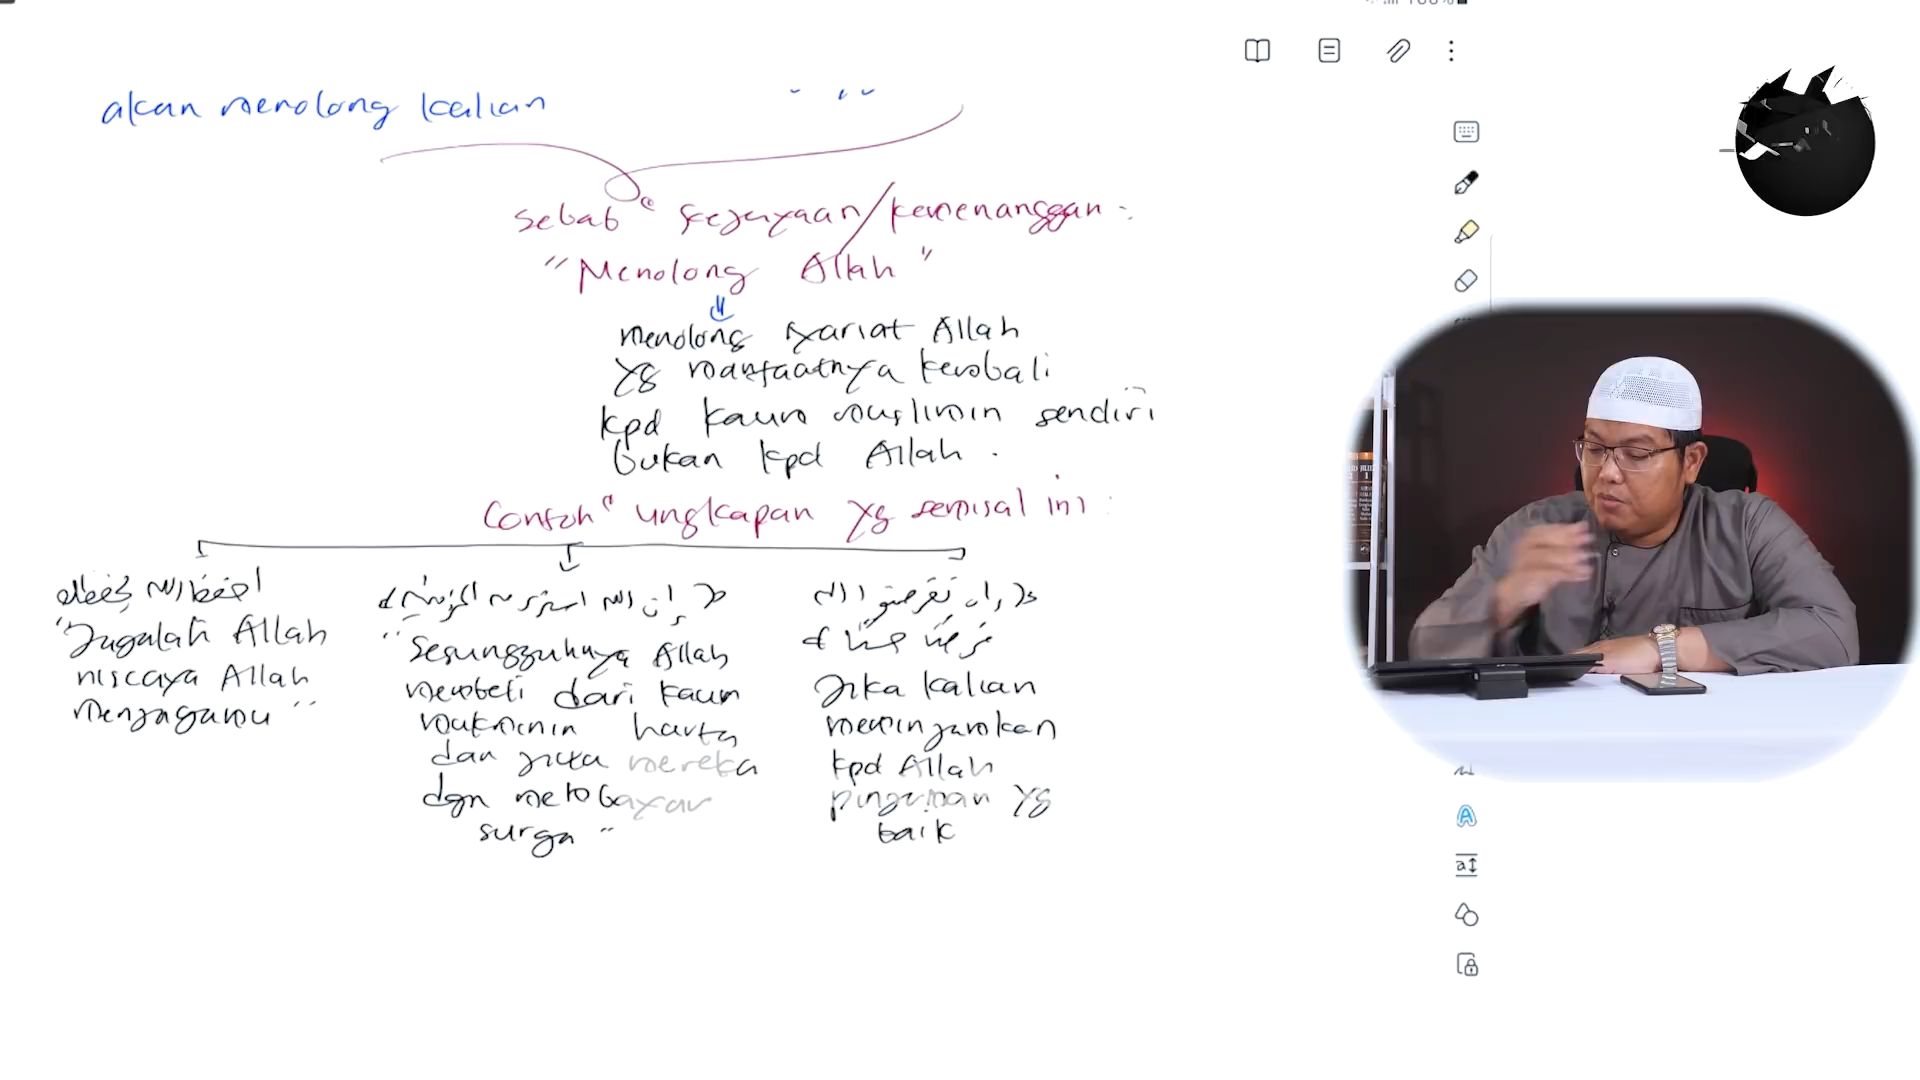 akan menolong kalian
sebab² kejayaan/kemenanggan :
"Menolong Allah"
menolong syariat Allah
yg manfaatnya kembali
kpd kaum muslimin sendiri
bukan kpd Allah .
Contoh² ungkapan yg semisal ini :
احفظ الله يحفظك
"Jagalah Allah
niscaya Allah
menjagamu"
إن الله اشترى من المؤمنين
"Sesungguhnya Allah
membeli dari kaum
mukminin harta
dan jiwa mereka
dgn membayar
surga"
إن تقرضوا الله
قرضا حسنا
Jika kalian
meminjamkan
kpd Allah
pinjaman yg
baik